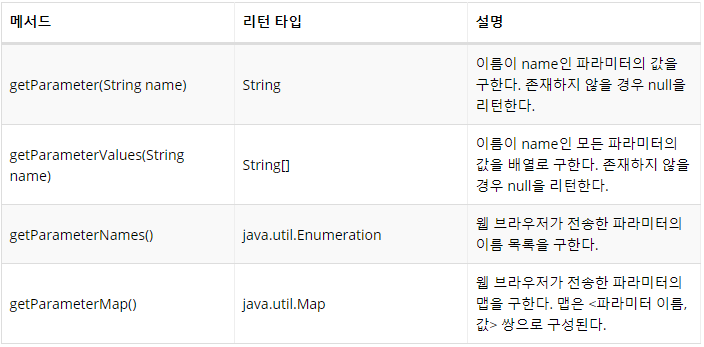 메서드
리턴 타입
설명
getParameter(String name)
String
이름이 name인 파라미터의 값을
구한다. 존재하지 않을 경우 null을
리턴한다.
getParameterValues(String
name)
String[]
이름이 name인 모든 파라미터의
값을 배열로 구한다. 존재하지 않을
경우 null을 리턴한다.
getParameterNames()
java.util.Enumeration
웹 브라우저가 전송한 파라미터의
이름 목록을 구한다.
getParameterMap()
java.util.Map
웹 브라우저가 전송한 파라미터의
맵을 구한다. 맵은 <파라미터 이름,
값> 쌍으로 구성된다.